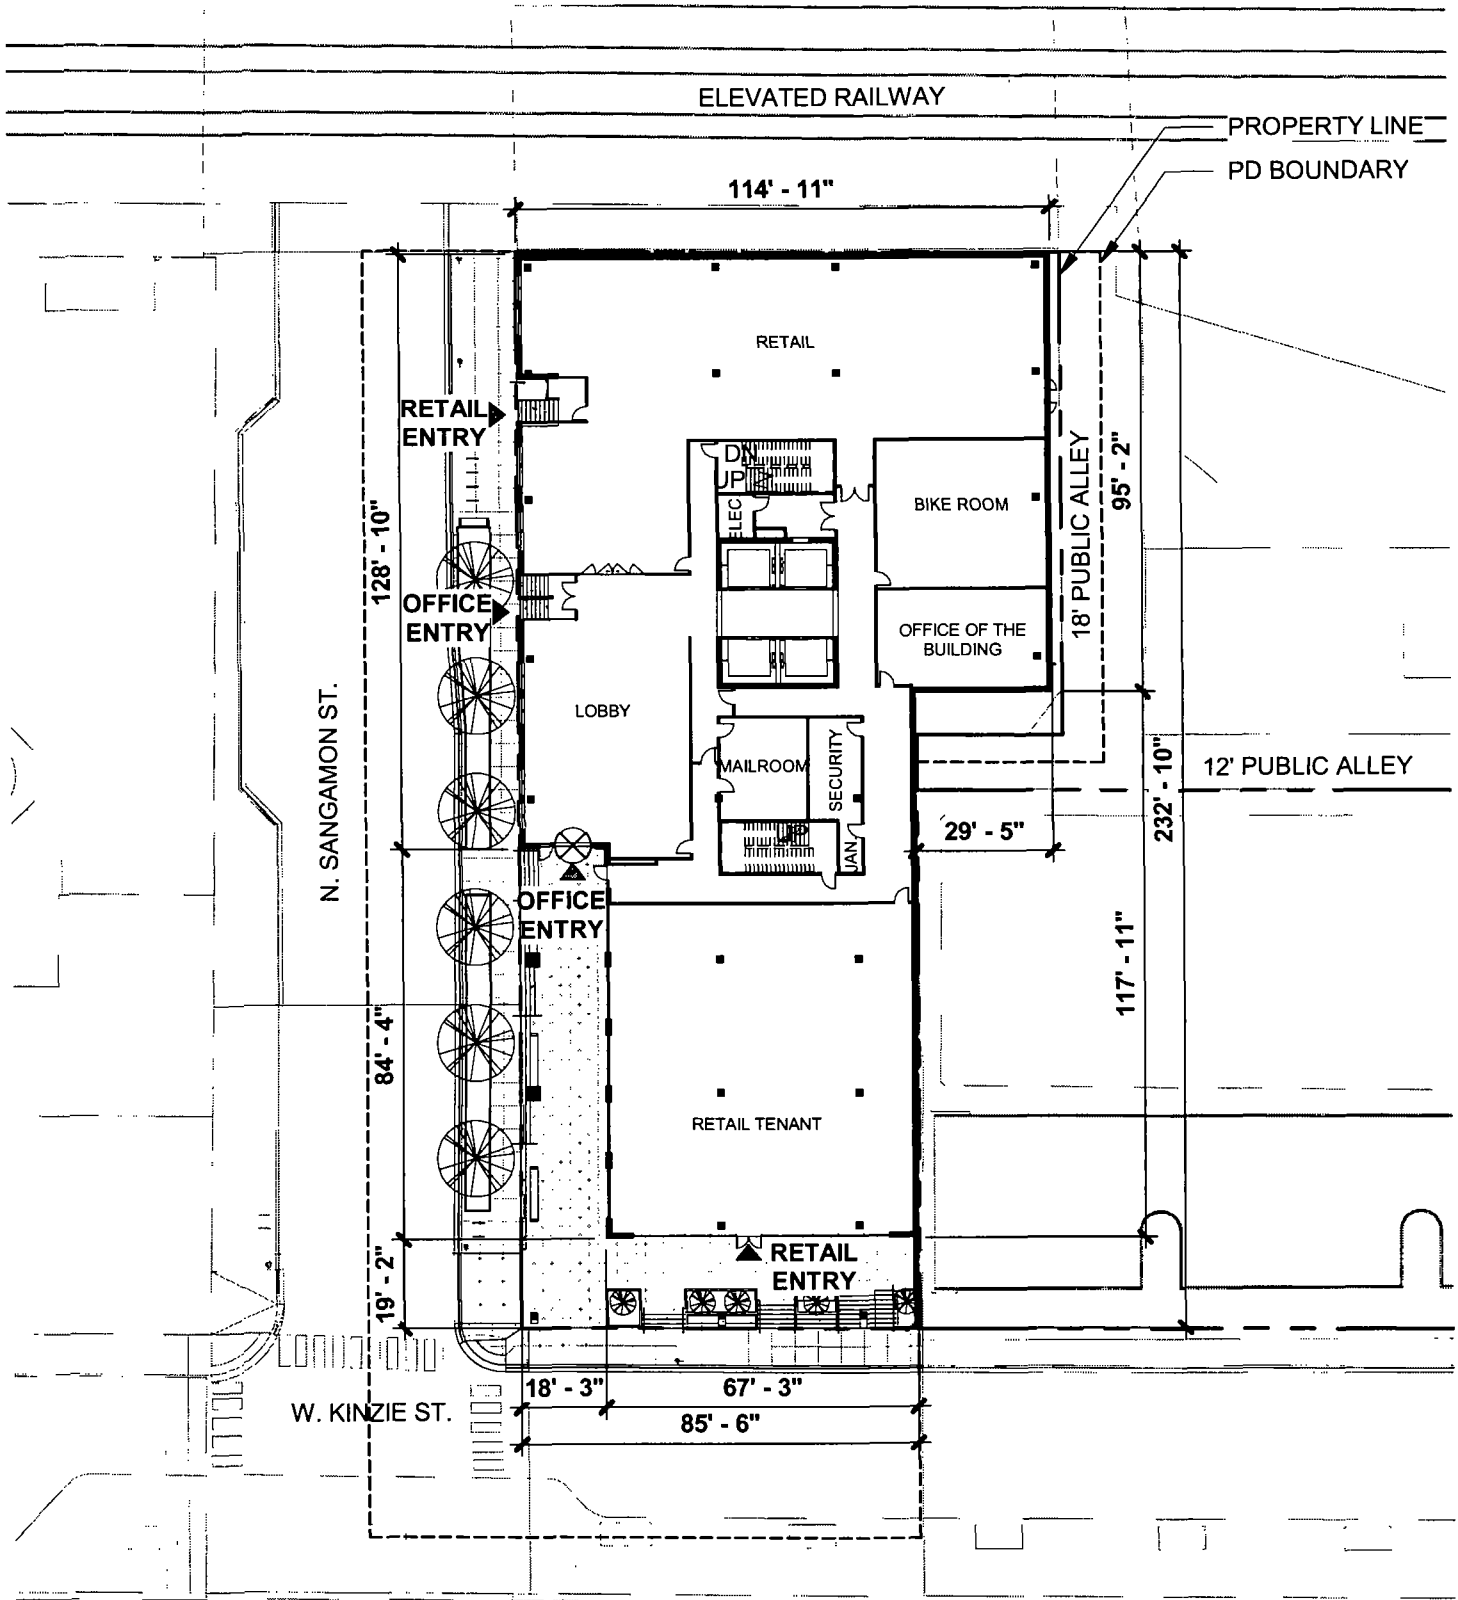 ELEVATED RAILWAY
PROPERTY LINE
PD BOUNDARY
114' - 11"
RETAIL
RETAIL
ENTRY
DN
UP
ELEC
BIKE ROOM
18' PUBLIC ALLEY
95' - 2"
128' - 10"
OFFICE
ENTRY
OFFICE OF THE
BUILDING
LOBBY
N. SANGAMON ST.
MAILROOM
SECURITY
12' PUBLIC ALLEY
232' - 10"
29' - 5"
UP
JAN
OFFICE
ENTRY
117' - 11"
84' - 4"
RETAIL TENANT
RETAIL
ENTRY
19' - 2"
18' - 3"
67' - 3"
W. KINZIE ST.
85' - 6"